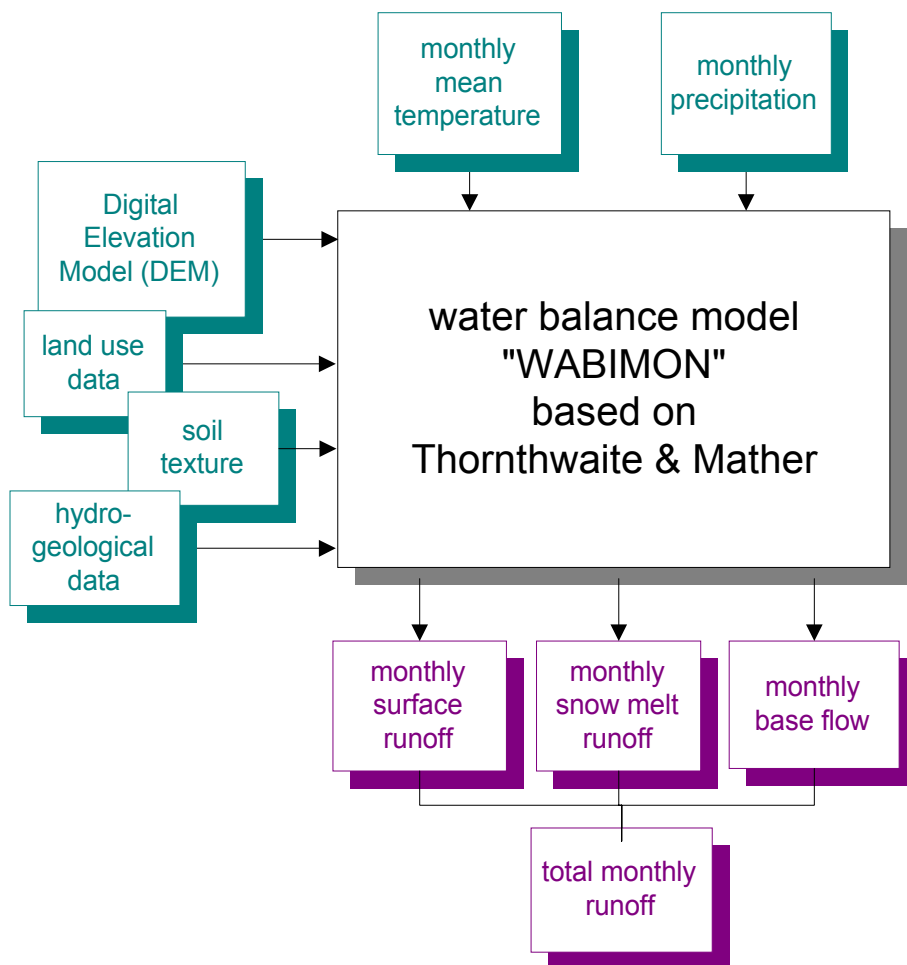 monthly
mean
temperature
monthly
precipitation
Digital
Elevation
Model (DEM)
land use
data
soil
texture
hydro-
geological
data
water balance model
"WABIMON"
based on
Thornthwaite & Mather
monthly
surface
runoff
monthly
snow melt
runoff
monthly
base flow
total monthly
runoff